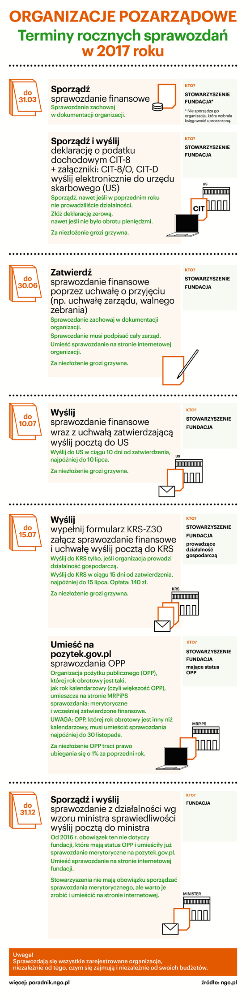 ORGANIZACJE POZARZĄDOWE
Terminy rocznych sprawozdań
w 2017 roku
do
31.03
Sporządź
sprawozdanie finansowe
Sprawozdanie zachowaj
w dokumentacji organizacji.
KTO?
STOWARZYSZENIE
FUNDACJA*
* Nie sporządza go
organizacja, która wybrała
księgowość uproszczoną.
Sporządź i wyślij
deklarację o podatku
dochodowym CIT-8
+ załączniki: CIT-8/O, CIT-D
wyślij elektronicznie do urzędu
skarbowego (US)
Sporządź, nawet jeśli w poprzednim roku
nie prowadziliście działalności.
Złóż deklarację zerową,
nawet jeśli nie było obrotu pieniędzmi.
Za niezłożenie grozi grzywna.
KTO?
STOWARZYSZENIE
FUNDACJA
US
CIT
do
30.06
Zatwierdź
sprawozdanie finansowe
poprzez uchwałę o przyjęciu
(np. uchwałę zarządu, walnego
zebrania)
Sprawozdanie zachowaj w dokumentacji
organizacji.
Sprawozdanie musi podpisać cały zarząd.
Umieść sprawozdanie na stronie internetowej
organizacji.
Za niezłożenie grozi grzywna.
KTO?
STOWARZYSZENIE
FUNDACJA
do
10.07
Wyślij
sprawozdanie finansowe
wraz z uchwałą zatwierdzającą
wyślij pocztą do US
Wyślij do US w ciągu 10 dni od zatwierdzenia,
najpóźniej do 10 lipca.
Za niezłożenie grozi grzywna.
KTO?
STOWARZYSZENIE
FUNDACJA
US
do
15.07
Wyślij
wypełnij formularz KRS-Z30
załącz sprawozdanie finansowe
i uchwałę wyślij pocztą do KRS
Wyślij do KRS tylko, jeśli organizacja prowadzi
działalność gospodarczą.
Wyślij do KRS w ciągu 15 dni od zatwierdzenia,
najpóźniej do 15 lipca. Opłata: 140 zł.
Za niezłożenie grozi grzywna.
KTO?
STOWARZYSZENIE
FUNDACJA
prowadzące
działalność
gospodarczą
KRS
Umieść na
pozytek.gov.pl
sprawozdania OPP
Organizacja pożytku publicznego (OPP),
której rok obrotowy jest taki,
jak rok kalendarzowy (czyli większość OPP),
umieszcza na stronie MRPiPS
sprawozdania: merytoryczne
i wcześniej zatwierdzone finansowe.
UWAGA: OPP, której rok obrotowy jest inny niż
kalendarzowy, musi umieścić sprawozdania
najpóźniej do 30 listopada.
Za niezłożenie OPP traci prawo
ubiegania się o 1% za poprzedni rok.
KTO?
STOWARZYSZENIE
FUNDACJA
mające status
OPP
MRPiPS
do
31.12
Sporządź i wyślij
sprawozdanie z działalności wg
wzoru ministra sprawiedliwości
wyślij pocztą do ministra
Od 2016 r. obowiązek ten nie dotyczy
fundacji, które mają status OPP i umieściły już
sprawozdanie merytoryczne na pozytek.gov.pl.
Umieść sprawozdanie na stronie internetowej
fundacji.
Stowarzyszenia nie mają obowiązku sporządzać
sprawozdania merytorycznego, ale warto je
zrobić i umieścić na stronie internetowej.
KTO?
FUNDACJA
MINISTER
Uwaga!
Sprawozdają się wszystkie zarejestrowane organizacje,
niezależnie od tego, czym się zajmują i niezależnie od swoich budżetów.
więcej: poradnik.ngo.pl
źródło: ngo.pl